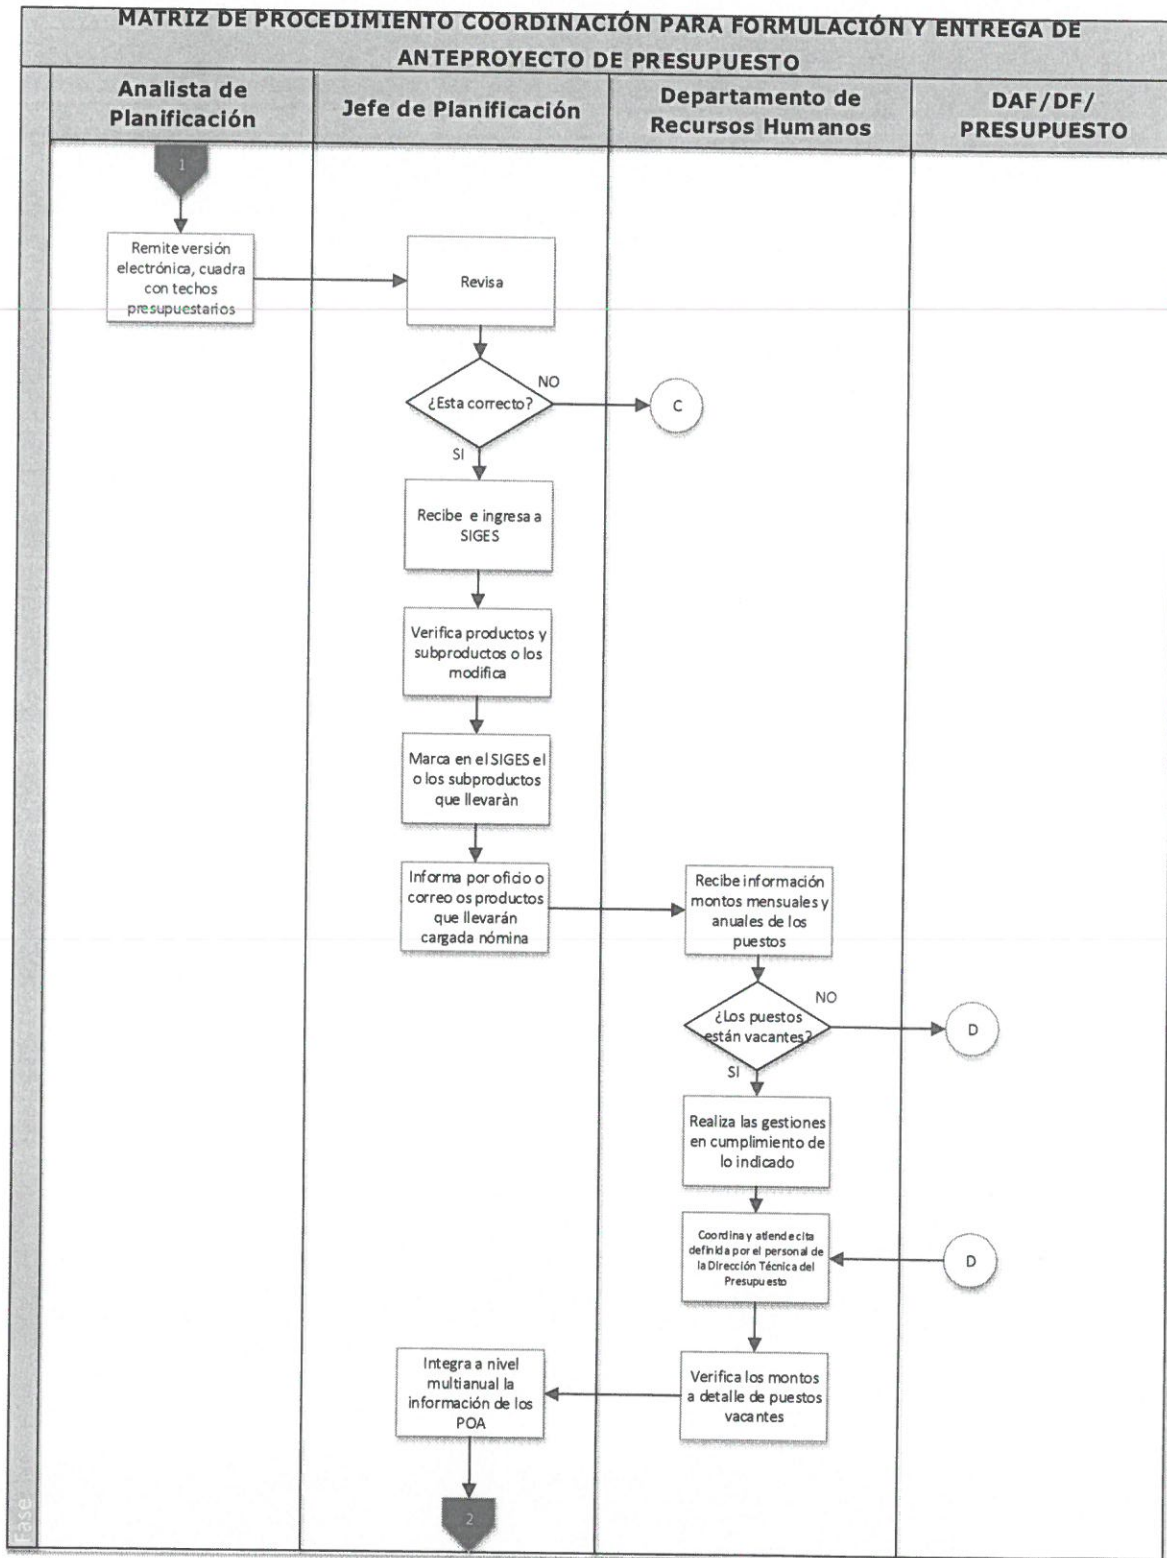 MATRIZ DE PROCEDIMIENTO COORDINACIÓN PARA FORMULACIÓN Y ENTREGA DE
ANTEPROYECTO DE PRESUPUESTO
Analista de
Planificación
Jefe de Planificación
Departamento de
Recursos Humanos
DAF/DF/
PRESUPUESTO
1
Remite versión
electrónica, cuadra
con techos
presupuestarios
Revisa
¿Esta correcto?
NO
C
SI
Recibe e ingresa a
SIGES
Verifica productos y
subproductos o los
modifica
Marca en el SIGES el
o los subproductos
que llevaràn
Informa por oficio o
correo os productos
que llevarán
cargada nómina
Recibe información
montos mensuales y
anuales de los
puestos
¿Los puestos
están vacantes?
NO
D
SI
Realiza las gestiones
en cumplimiento de
lo indicado
Coordina y atiende cita
definida por el personal de
la Dirección Técnica del
Presupuesto
D
Verifica los montos
a detalle de puestos
vacantes
Integra a nivel
multianual la
información de los
POA
2
Fase